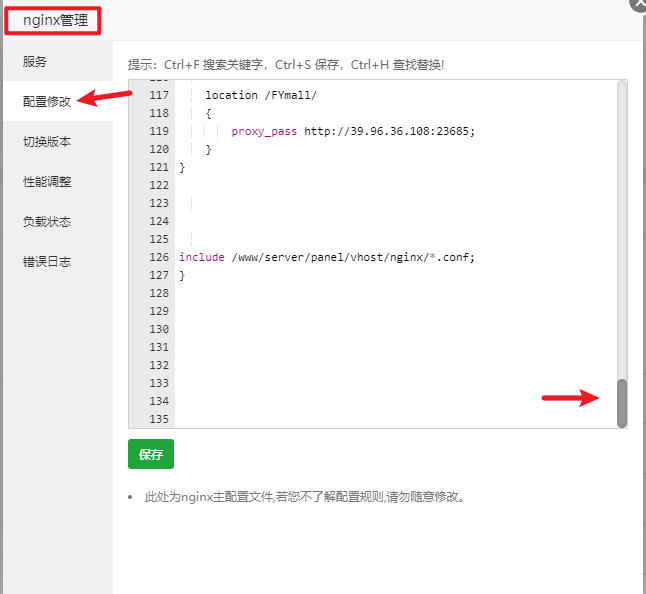 nginx管理
服务
配置修改
切换版本
性能调整
负载状态
错误日志
提示：Ctrl+F 搜索关键字，Ctrl+S 保存，Ctrl+H 查找替换!
117 location /FYmall/
118 {
119 proxy_pass http://39.96.36.108:23685;
120 }
121 }
122
123
124
125
126 include /www/server/panel/vhost/nginx/*.conf;
127 }
128
129
130
131
132
133
134
135
保存
此处为nginx主配置文件,若您不了解配置规则,请勿随意修改。